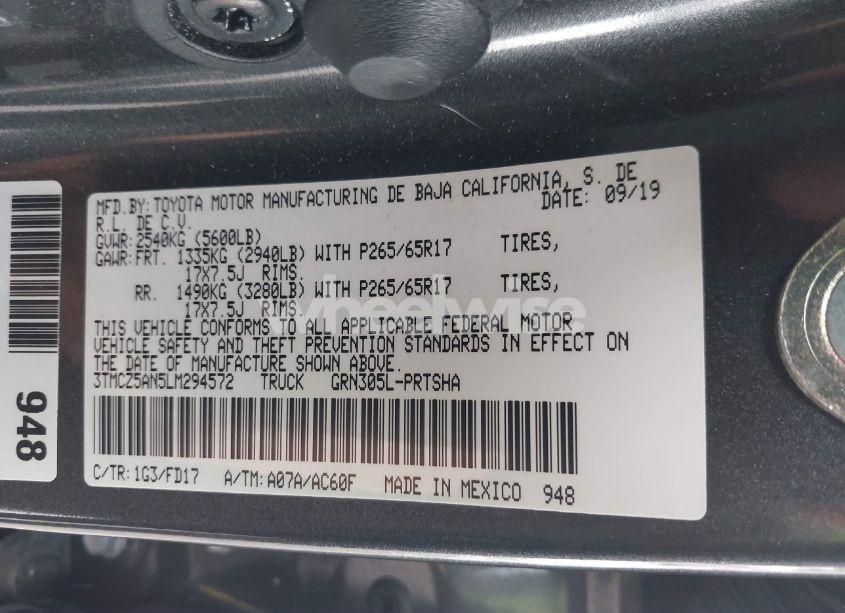 MFD.BY:TOYOTA MOTOR MANUFACTURING DE BAJA CALIFORNIA, S. DE
R.L. DE C.V. DATE: 09/19
GVWR:2540KG (5600LB)
GAWR:FRT. 1335KG (2940LB) WITH P265/65R17 TIRES,
17X7.5J RIMS.
RR. 1490KG (3280LB) WITH P265/65R17 TIRES,
17X7.5J RIMS.
THIS VEHICLE CONFORMS TO ALL APPLICABLE FEDERAL MOTOR
VEHICLE SAFETY AND THEFT PREVENTION STANDARDS IN EFFECT ON
THE DATE OF MANUFACTURE SHOWN ABOVE.
3TMCZ5AN5LM294572 TRUCK GRN305L-PRTSHA
C/TR:1G3/FD17 A/TM:A07A/AC60F MADE IN MEXICO 948
948
wheelwise